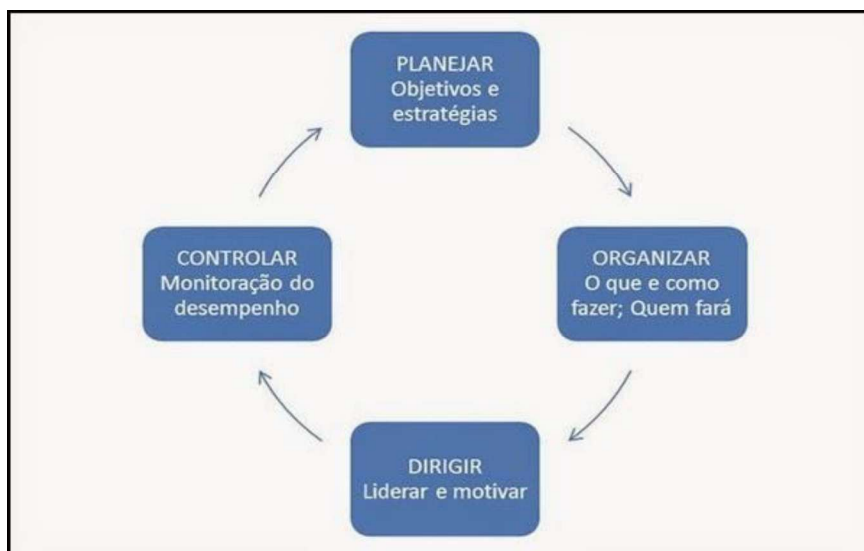 PLANEJAR
Objetivos e
estratégias
ORGANIZAR
O que e como
fazer; Quem fará
DIRIGIR
Liderar e motivar
CONTROLAR
Monitoração do
desempenho